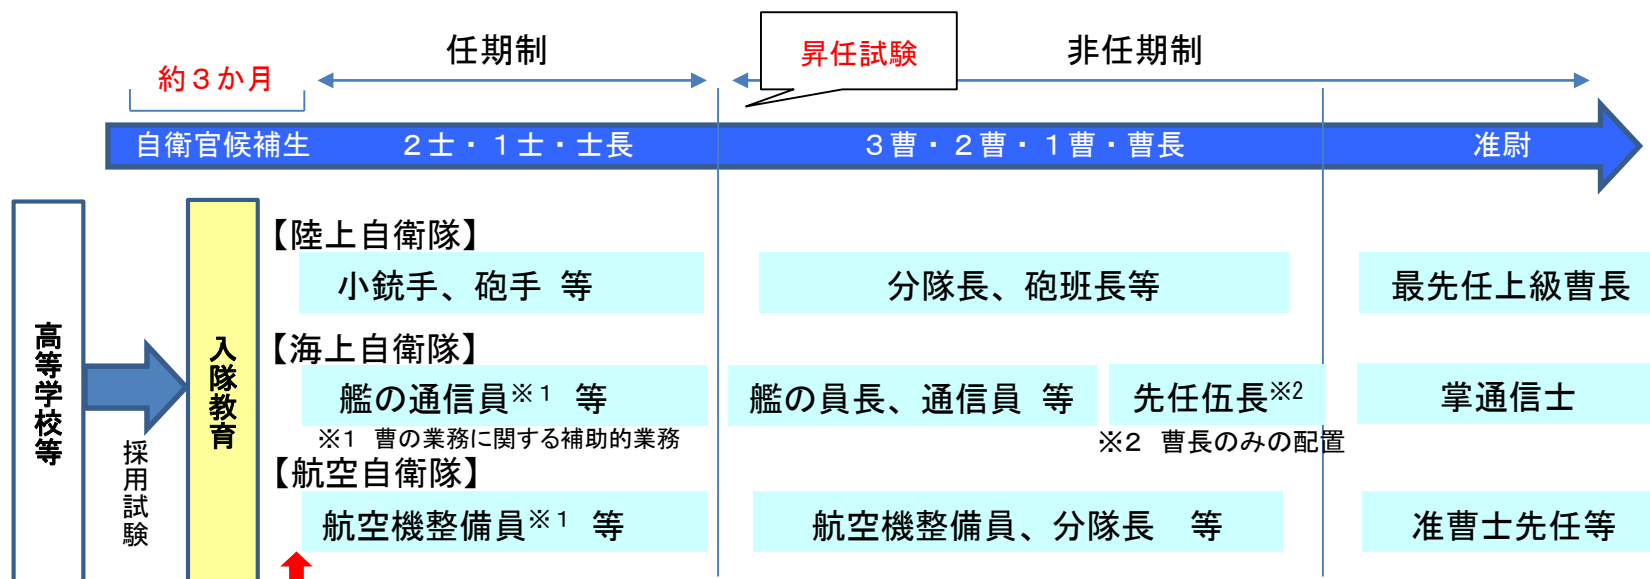 任期制
昇任試験
非任期制
約３か月
自衛官候補生
２士・１士・士長
３曹・２曹・１曹・曹長
准尉
高等学校等
採用試験
入隊教育
【陸上自衛隊】
小銃手、砲手 等
分隊長、砲班長等
最先任上級曹長
【海上自衛隊】
艦の通信員※１ 等
艦の員長、通信員 等
先任伍長※２
掌通信士
※１ 曹の業務に関する補助的業務
※２ 曹長のみの配置
【航空自衛隊】
航空機整備員※１ 等
航空機整備員、分隊長　等
准曹士先任等